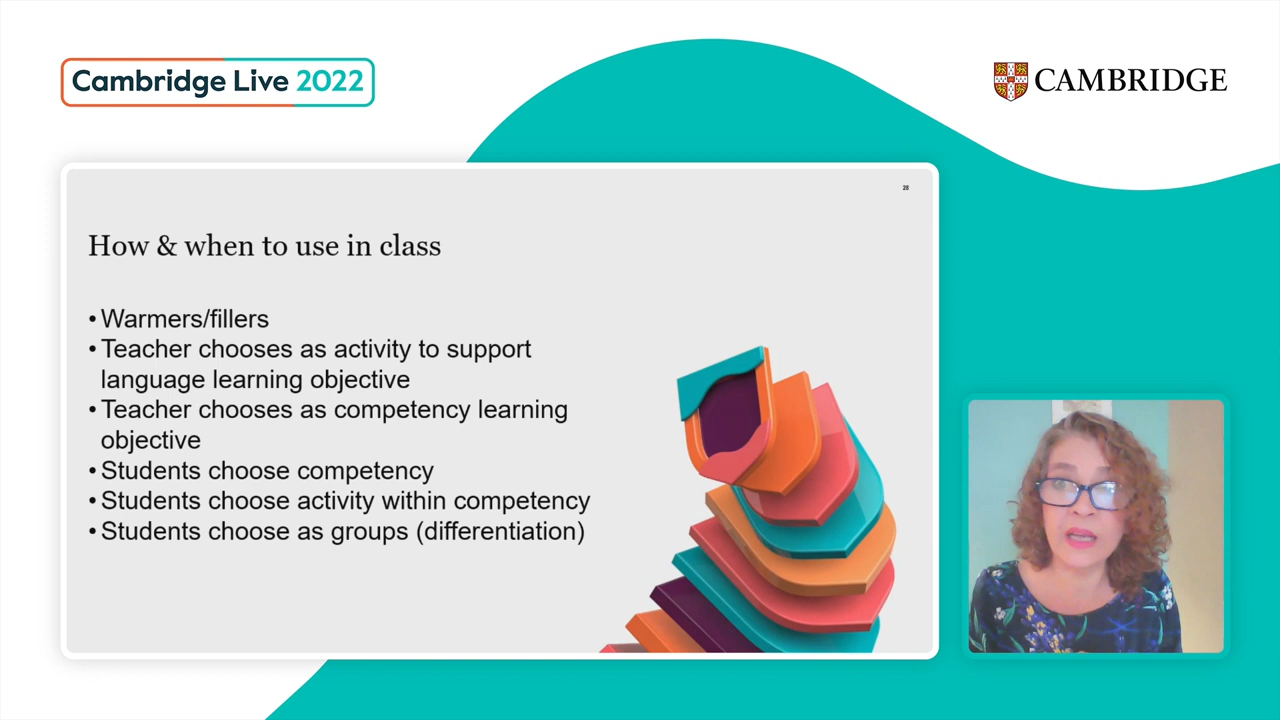 Cambridge Live 2022
CAMBRIDGE
28
How & when to use in class
• Warmers/fillers
• Teacher chooses as activity to support
language learning objective
• Teacher chooses as competency learning
objective
• Students choose competency
• Students choose activity within competency
• Students choose as groups (differentiation)